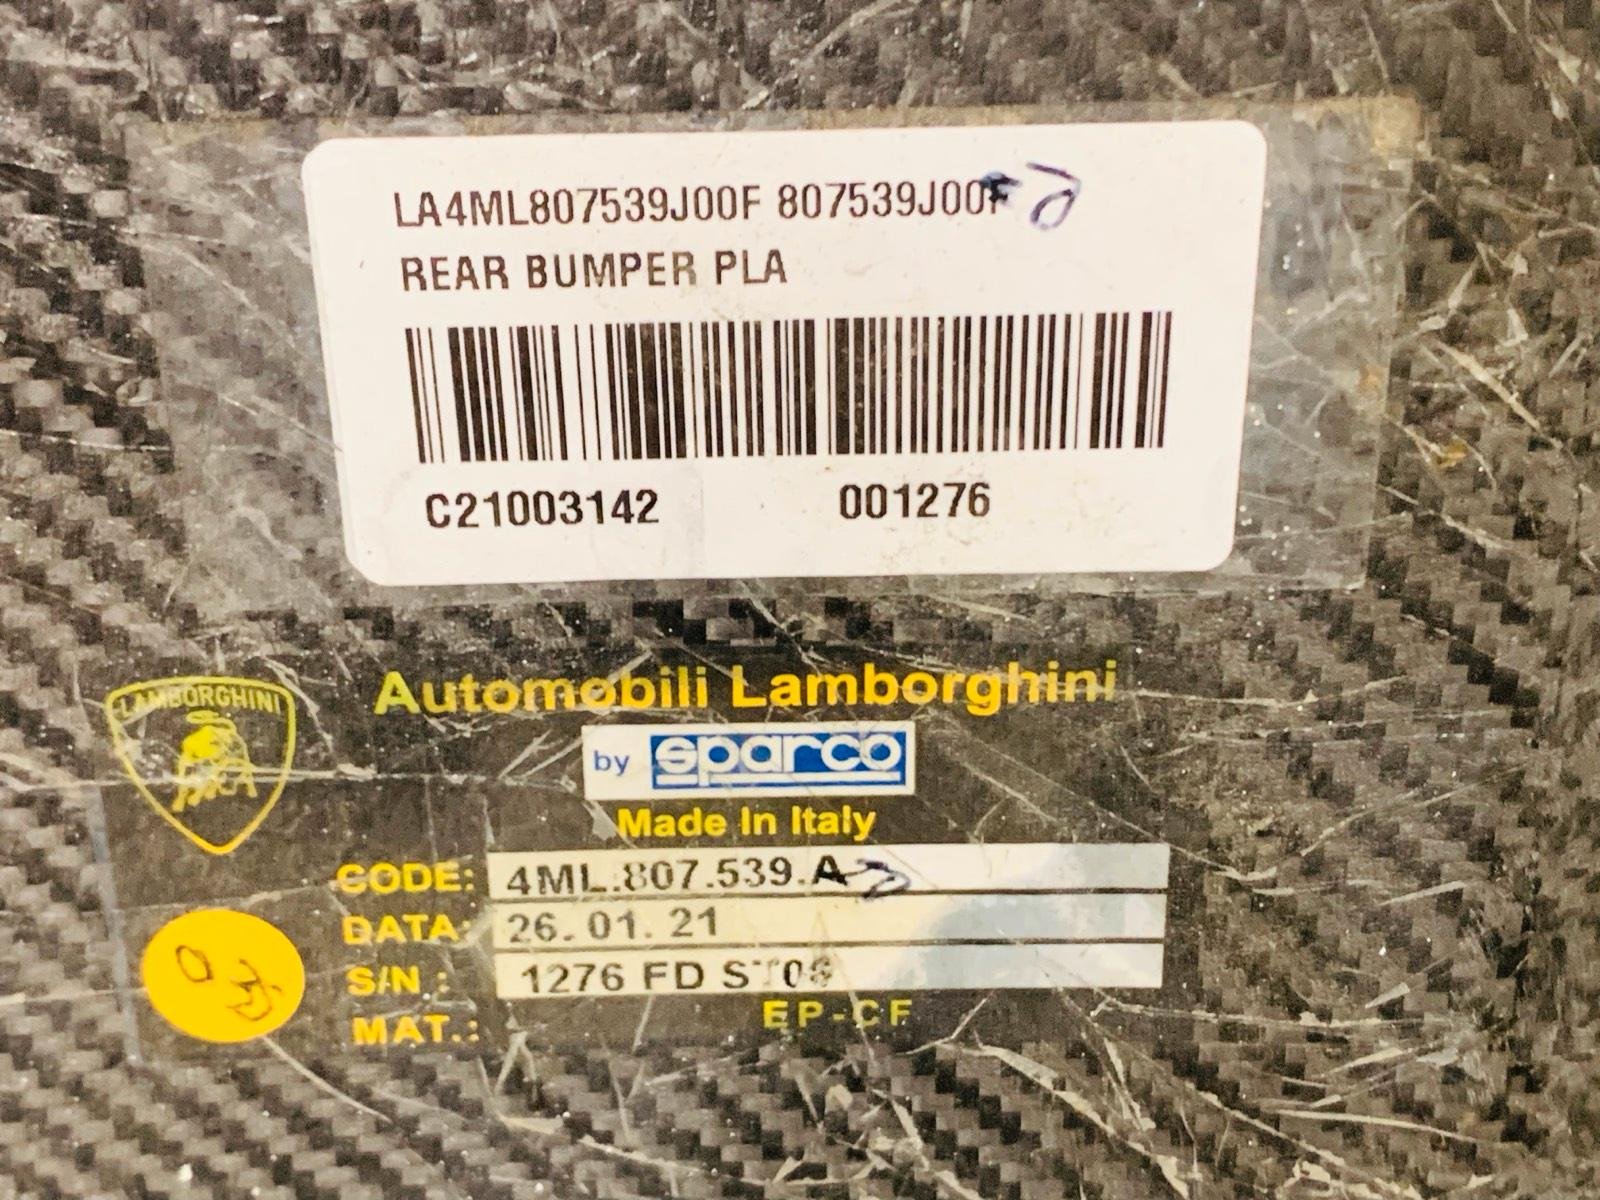 LA4ML807539J00F 807539J00F
REAR BUMPER PLA
C21003142 001276
LAMBORGHINI
Automobili Lamborghini
by sparco
Made In Italy
CODE: 4ML.807.539.A
DATA: 26.01.21
S/N : 1276 FD
MAT.: EP-CF